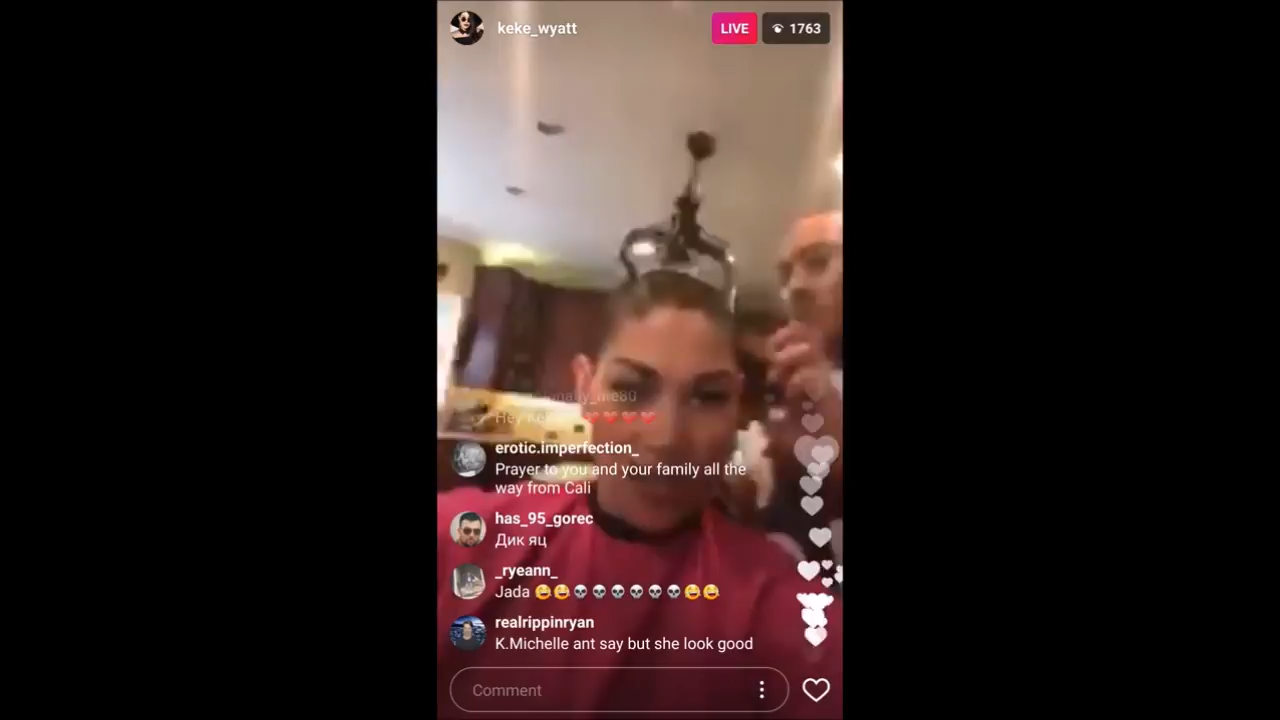 keke_wyatt
LIVE
1763
erotic.imperfection_
Prayer to you and your family all the
way from Cali
has_95_gorec
Дик яц
_ryeann_
Jada 😂😂💀💀💀💀💀💀😂😂
realrippinryan
K.Michelle ant say but she look good
Comment